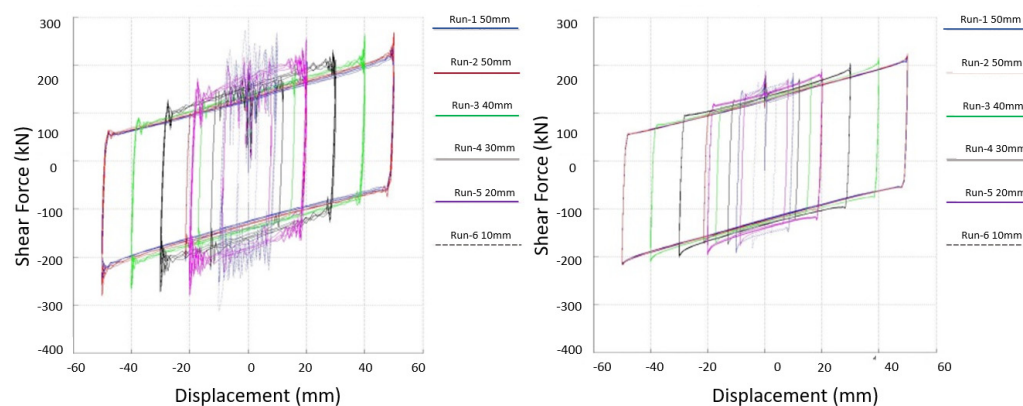 300
200
100
0
-100
-200
-300
-400
Shear Force (kN)
-60 -40 -20 0 20 40 60
Displacement (mm)
Run-1 50mm
Run-2 50mm
Run-3 40mm
Run-4 30mm
Run-5 20mm
Run-6 10mm
300
200
100
0
-100
-200
-300
-400
Shear Force (kN)
-60 -40 -20 0 20 40 60
Displacement (mm)
Run-1 50mm
Run-2 50mm
Run-3 40mm
Run-4 30mm
Run-5 20mm
Run-6 10mm